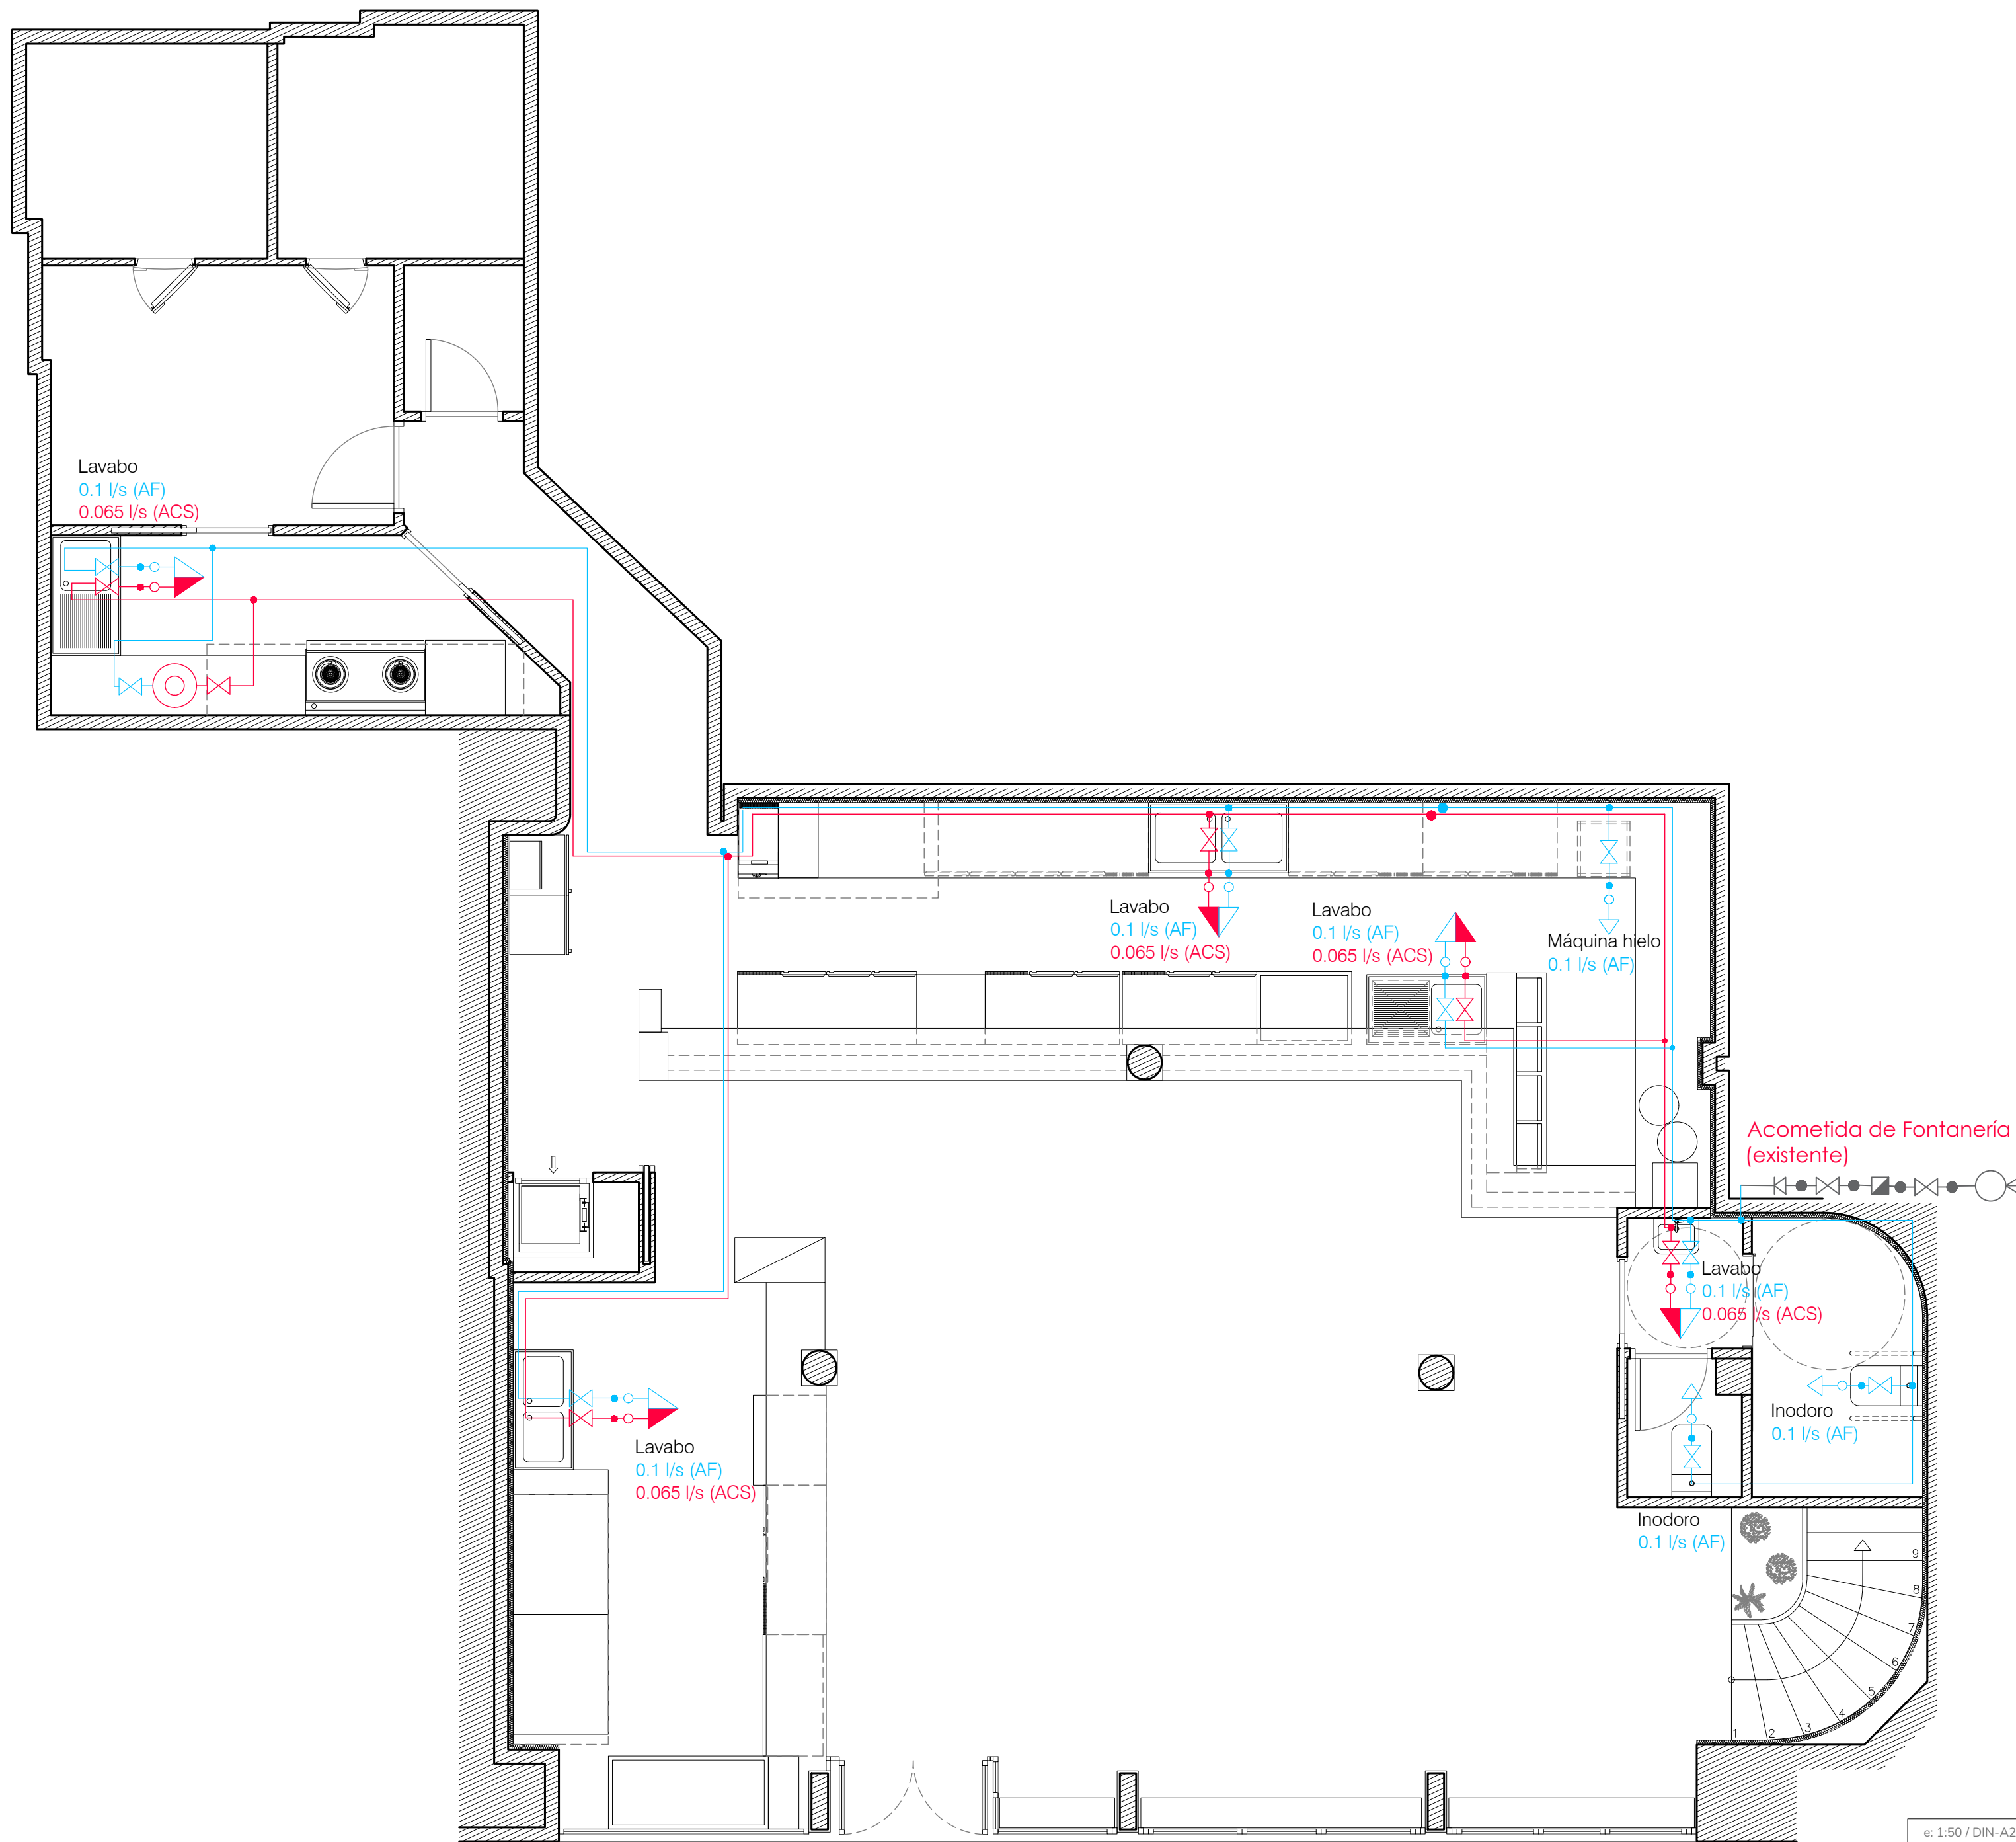 Lavabo
0.1 l/s (AF)
0.065 l/s (ACS)
Lavabo
0.1 l/s (AF)
0.065 l/s (ACS)
Lavabo
0.1 l/s (AF)
0.065 l/s (ACS)
Máquina hielo
0.1 l/s (AF)
Acometida de Fontanería
(existente)
Lavabo
0.1 l/s (AF)
0.065 l/s (ACS)
Inodoro
0.1 l/s (AF)
Lavabo
0.1 l/s (AF)
0.065 l/s (ACS)
Inodoro
0.1 l/s (AF)
9
8
7
6
5
4
3
2
1
e: 1:50 / DIN-A2